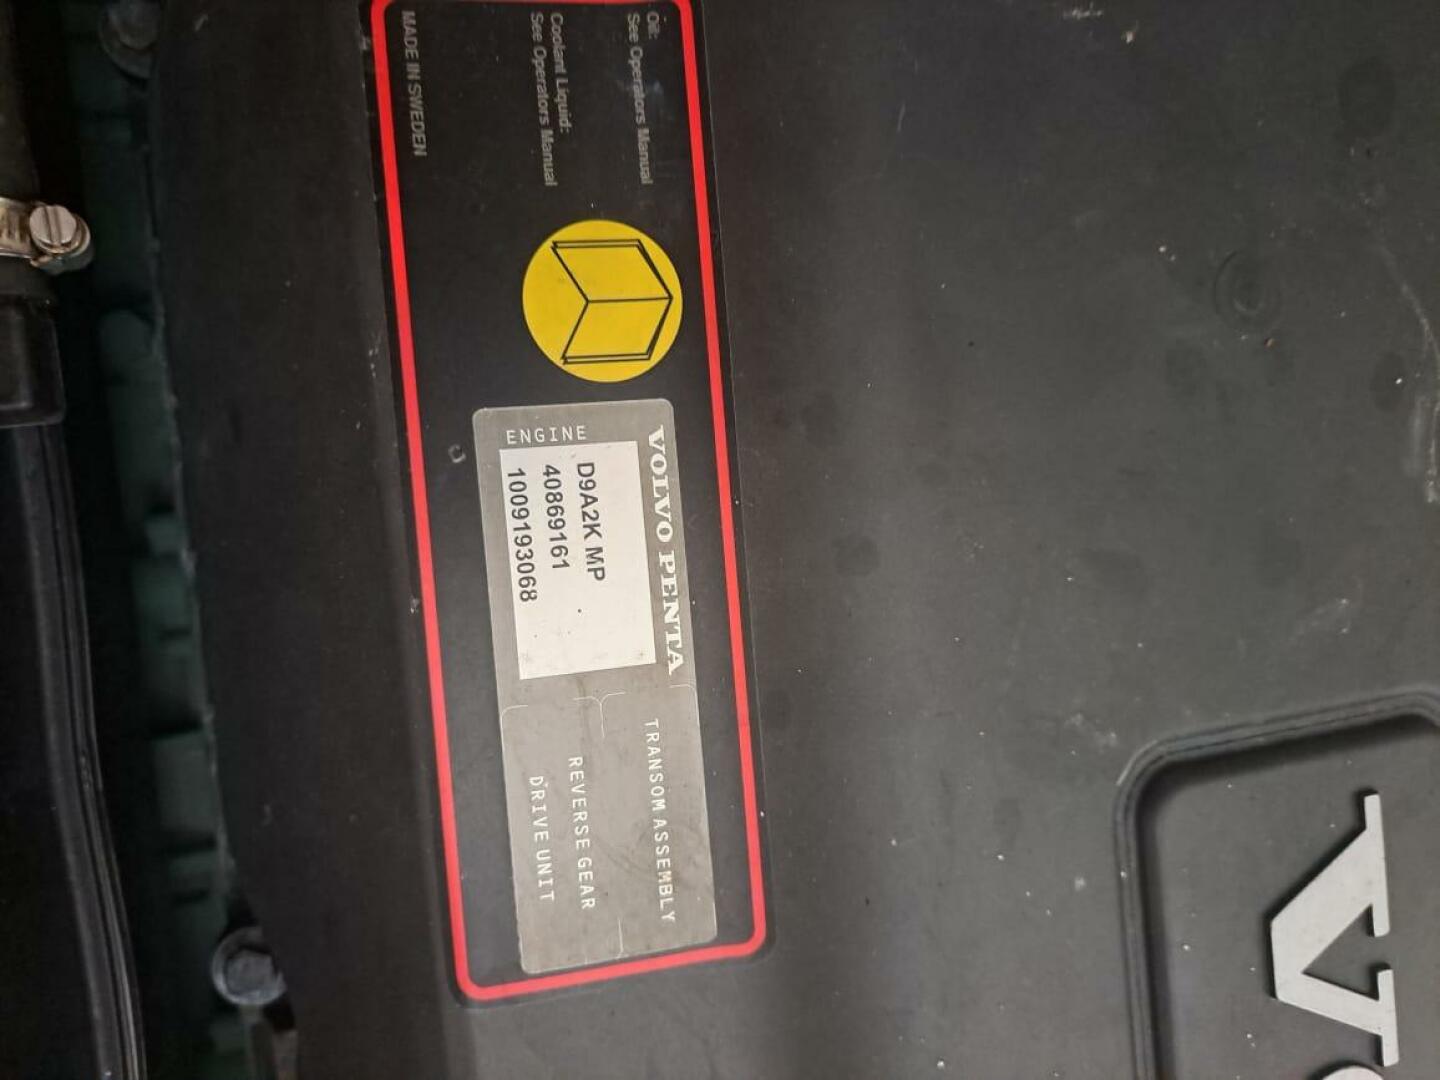 Oil:
See Operators Manual
Coolant Liquid:
See Operators Manual
MADE IN SWEDEN
VOLVO PENTA
ENGINE
D9A2K MP
40869161
1009193068
TRANSOM ASSEMBLY
REVERSE GEAR
DRIVE UNIT
V